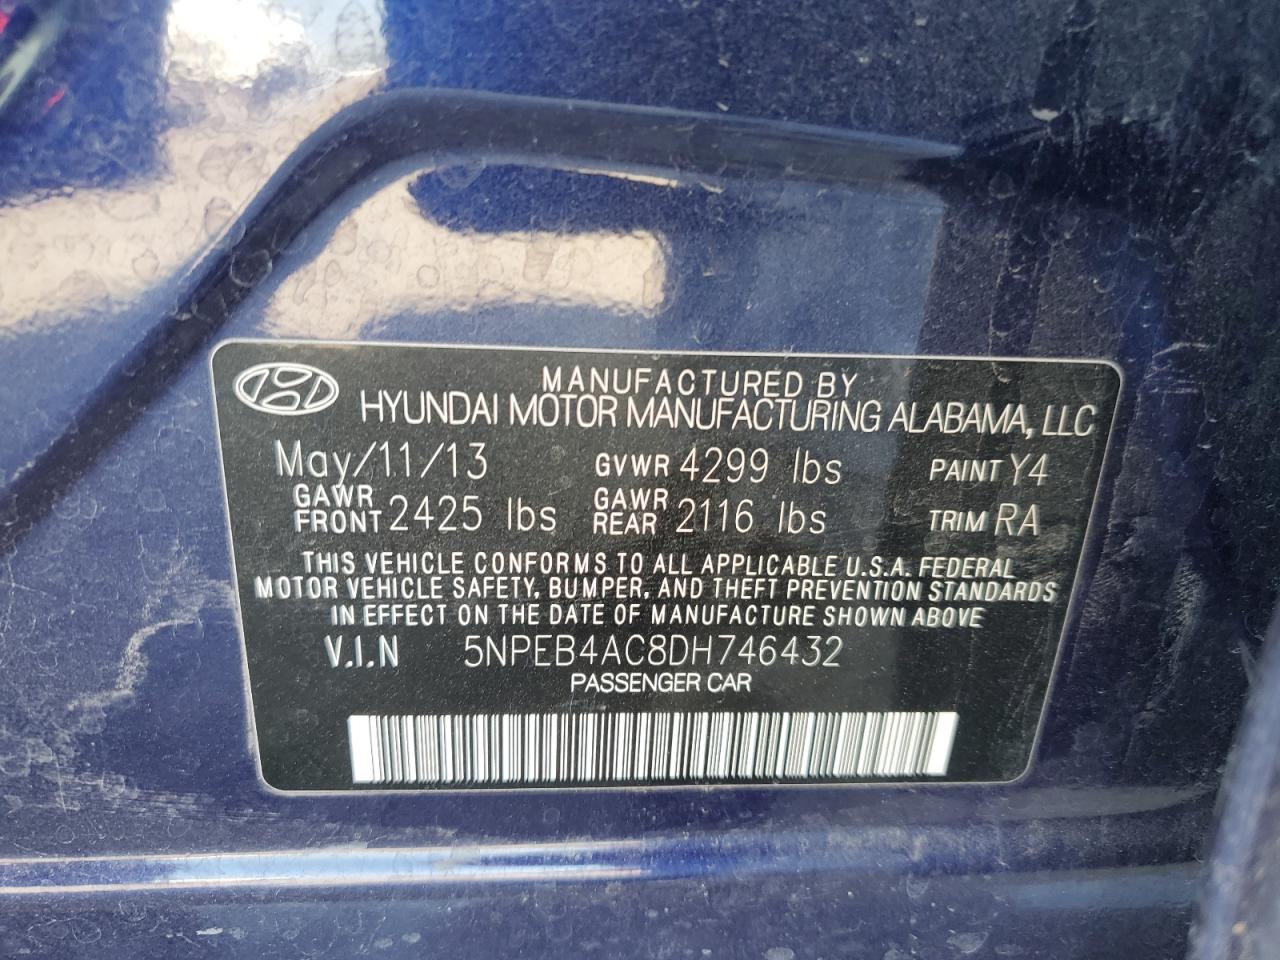 MANUFACTURED BY
HYUNDAI MOTOR MANUFACTURING ALABAMA, LLC
May/11/13 GVWR 4299 lbs PAINT Y4
GAWR FRONT 2425 lbs GAWR REAR 2116 lbs TRIM RA
THIS VEHICLE CONFORMS TO ALL APPLICABLE U.S.A. FEDERAL
MOTOR VEHICLE SAFETY, BUMPER, AND THEFT PREVENTION STANDARDS
IN EFFECT ON THE DATE OF MANUFACTURE SHOWN ABOVE
V.I.N 5NPEB4AC8DH746432
PASSENGER CAR